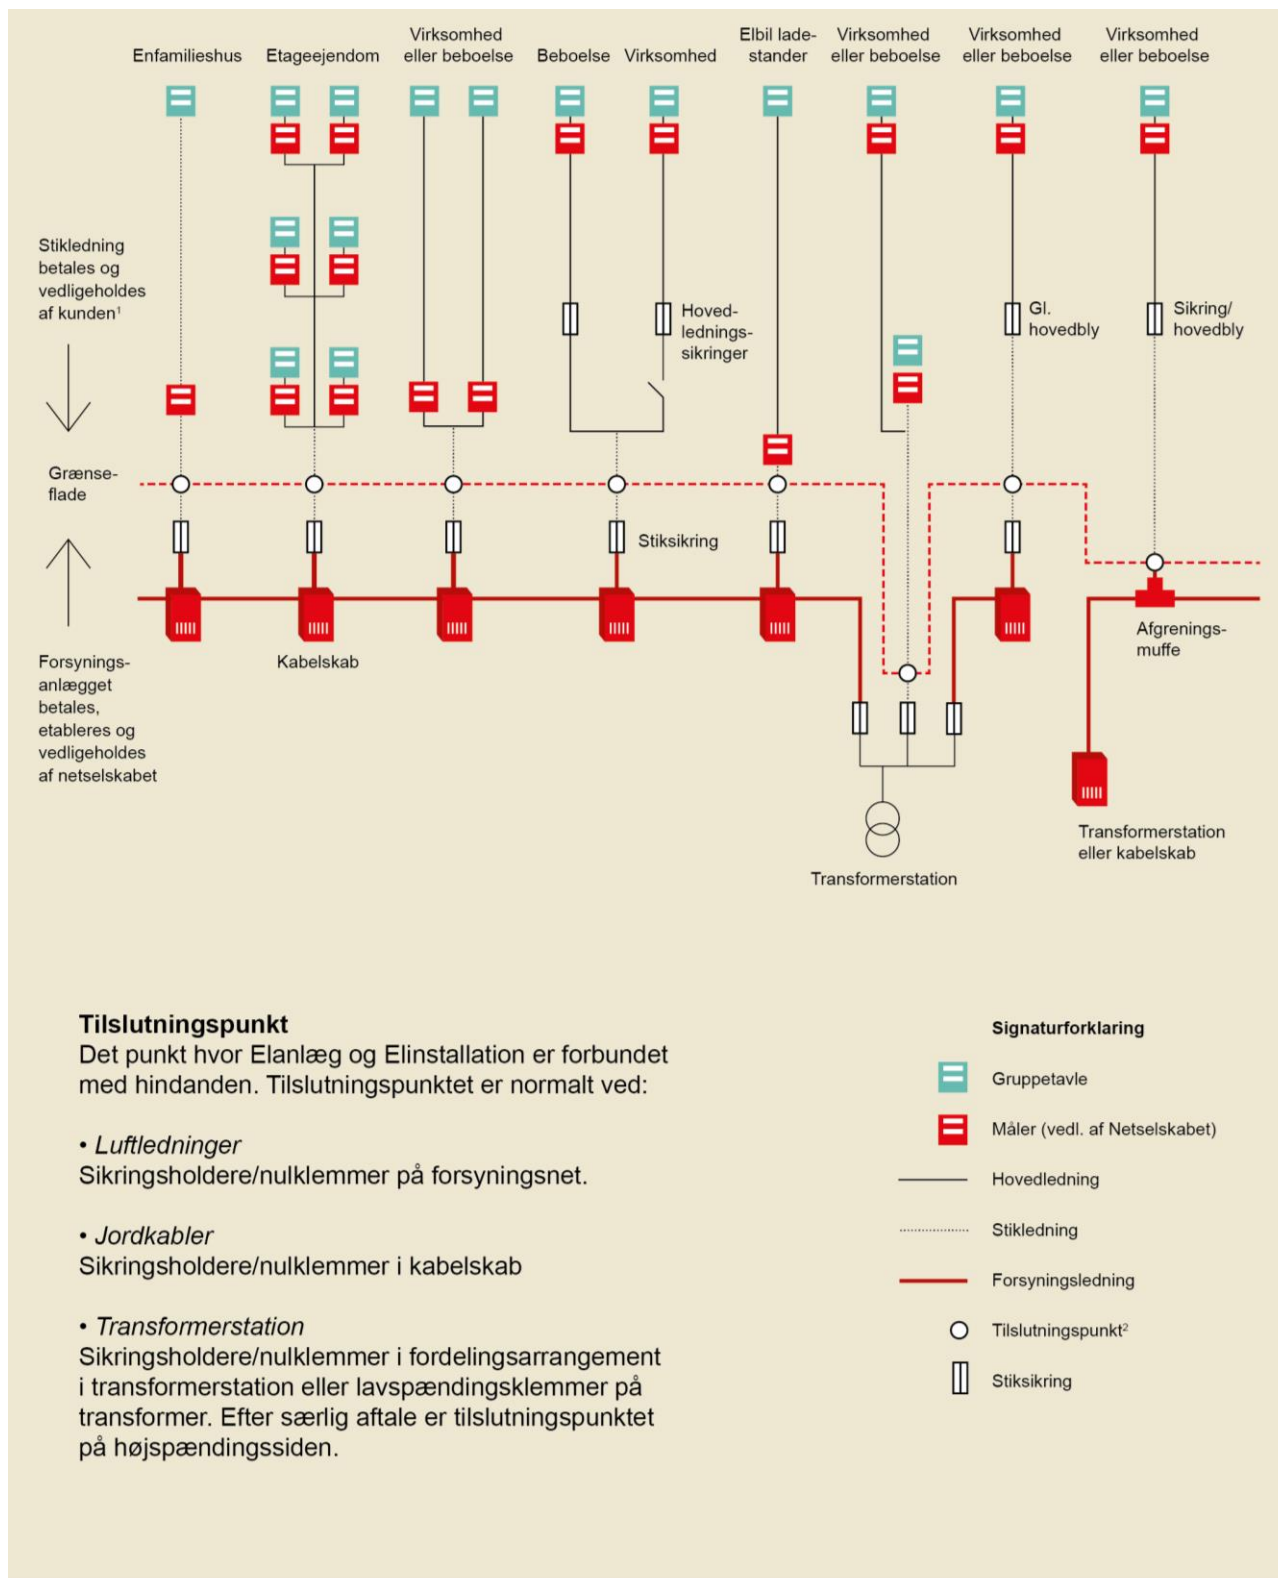 Enfamilieshus
Etageejendom
Virksomhed
eller beboelse
Beboelse
Virksomhed
Elbil lade-
stander
Virksomhed
eller beboelse
Virksomhed
eller beboelse
Virksomhed
eller beboelse
Stikledning
betales og
vedligeholdes
af kunden¹
Hoved-
lednings-
sikringer
Gl.
hovedbly
Sikring/
hovedbly
Grænse-
flade
Stiksikring
Kabelskab
Afgrenings-
muffe
Forsynings-
anlægget
betales,
etableres og
vedligeholdes
af netselskabet
Transformerstation
Transformerstation
eller kabelskab
Tilslutningspunkt
Det punkt hvor Elanlæg og Elinstallation er forbundet
med hindanden. Tilslutningspunktet er normalt ved:
• Luftledninger
Sikringsholdere/nulklemmer på forsyningsnet.
• Jordkabler
Sikringsholdere/nulklemmer i kabelskab
• Transformerstation
Sikringsholdere/nulklemmer i fordelingsarrangement
i transformerstation eller lavspændingsklemmer på
transformer. Efter særlig aftale er tilslutningspunktet
på højspændingssiden.
Signaturforklaring
Gruppetavle
Måler (vedl. af Netselskabet)
Hovedledning
Stikledning
Forsyningsledning
Tilslutningspunkt²
Stiksikring